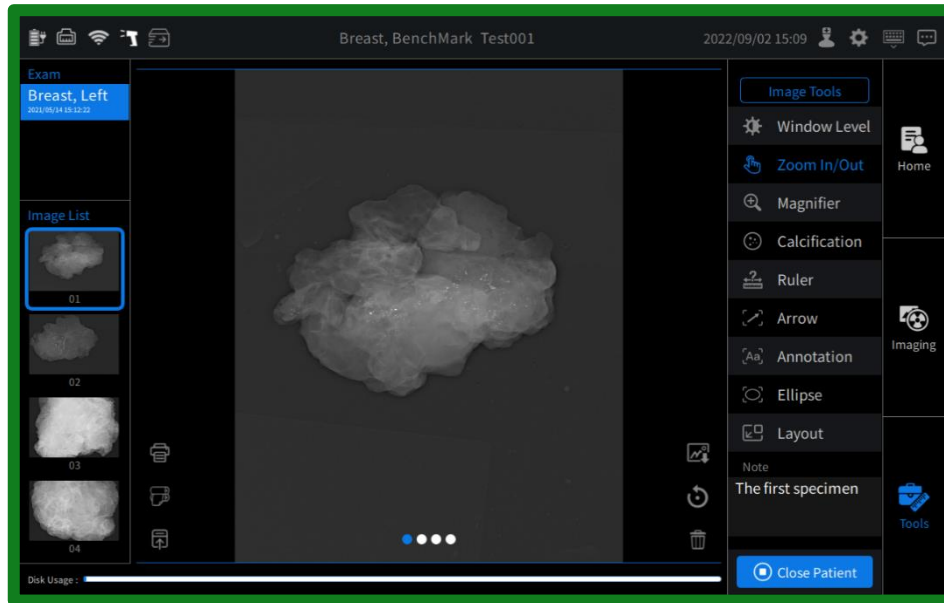 Breast, BenchMark Test001
2022/09/02 15:09
Exam
Breast, Left
2021/05/14 15:12:22
Image List
01
02
03
04
Image Tools
Window Level
Zoom In/Out
Magnifier
Calcification
Ruler
Arrow
Aa Annotation
Ellipse
Layout
Note
The first specimen
Close Patient
Home
Imaging
Tools
Disk Usage :